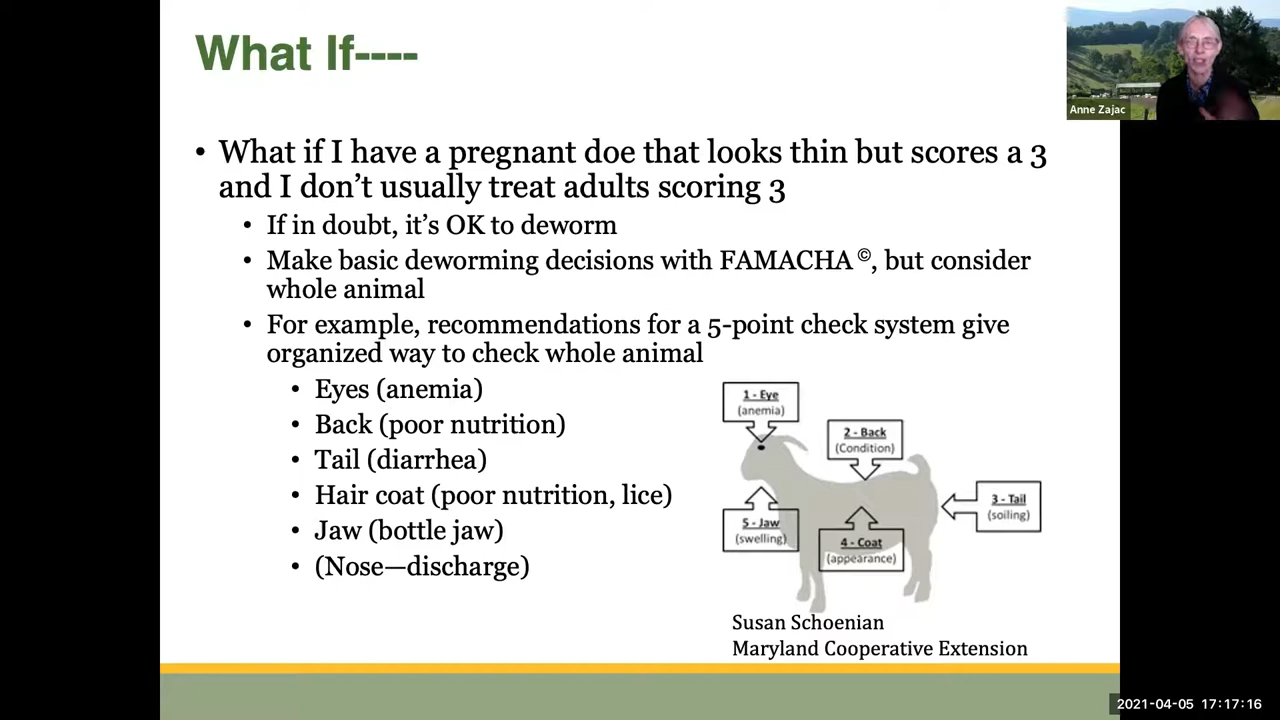 What If----
Anne Zajac
• What if I have a pregnant doe that looks thin but scores a 3
and I don’t usually treat adults scoring 3
• If in doubt, it’s OK to deworm
• Make basic deworming decisions with FAMACHA ©, but consider
whole animal
• For example, recommendations for a 5-point check system give
organized way to check whole animal
• Eyes (anemia)
• Back (poor nutrition)
• Tail (diarrhea)
• Hair coat (poor nutrition, lice)
• Jaw (bottle jaw)
• (Nose—discharge)
1 - Eye
(anemia)
2 - Back
(Condition)
3 - Tail
(soiling)
5 - Jaw
(swelling)
4 - Coat
(appearance)
Susan Schoenian
Maryland Cooperative Extension
2021-04-05 17:17:16